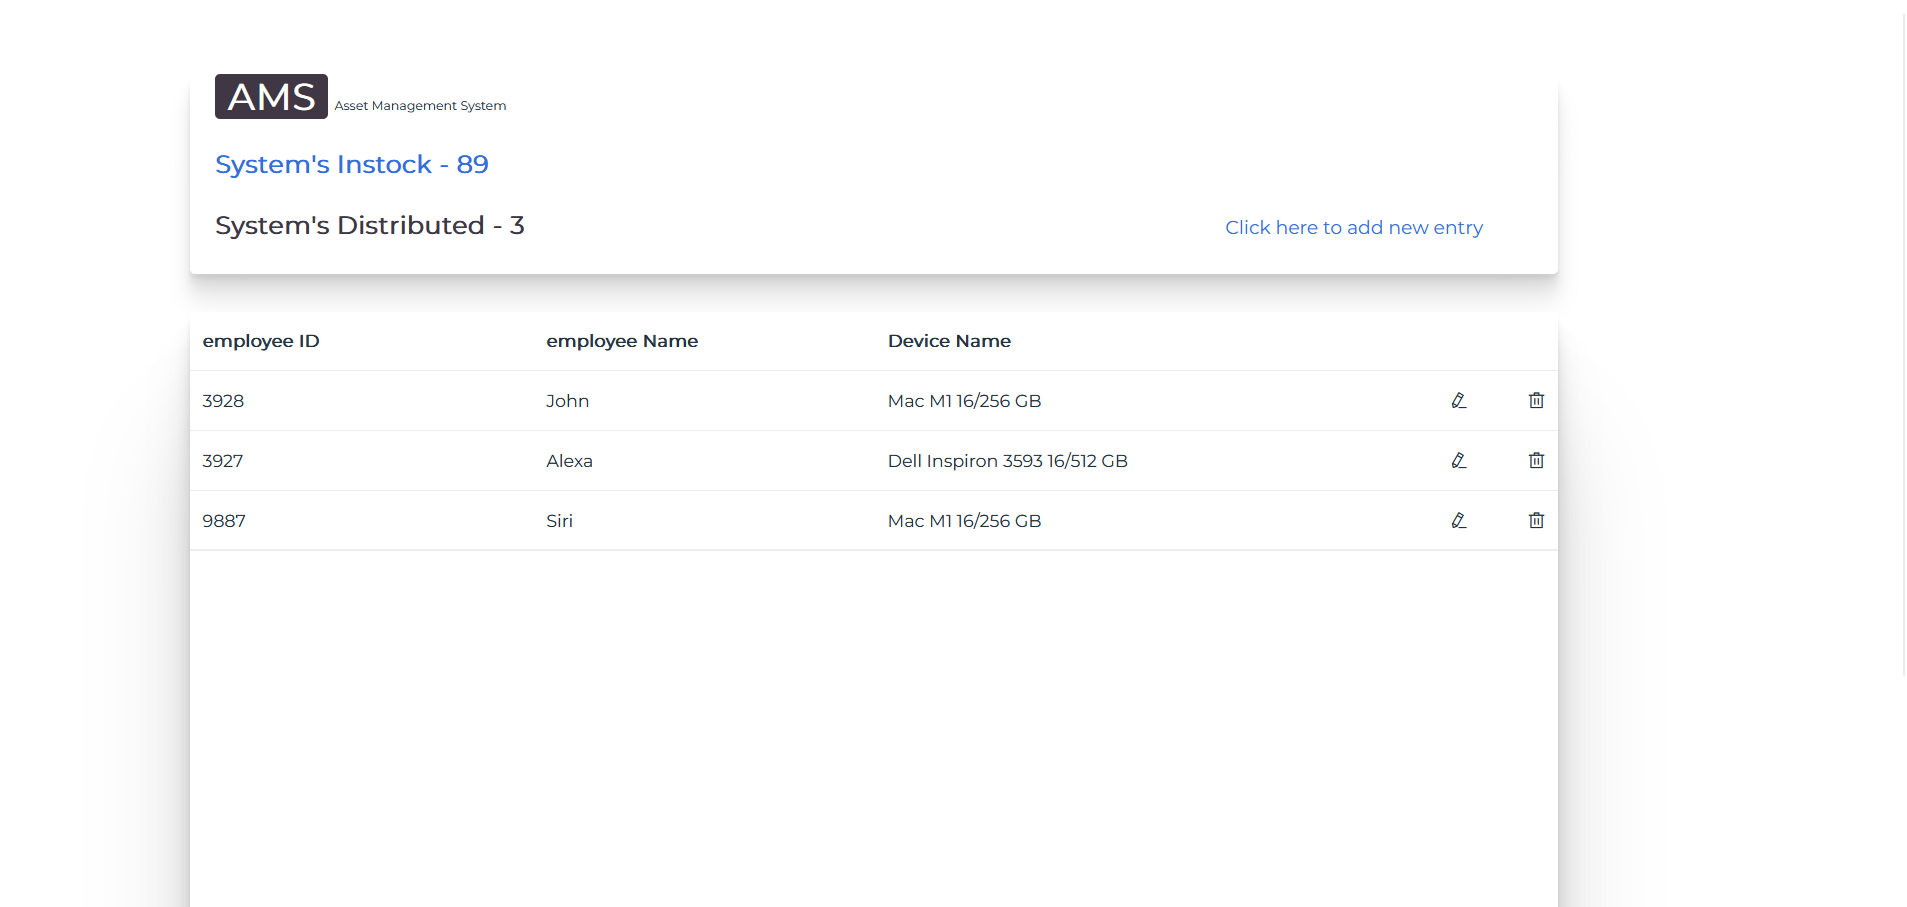 AMS Asset Management System
System's Instock - 89
System's Distributed - 3
Click here to add new entry
employee ID employee Name Device Name
3928 John Mac M1 16/256 GB
3927 Alexa Dell Inspiron 3593 16/512 GB
9887 Siri Mac M1 16/256 GB